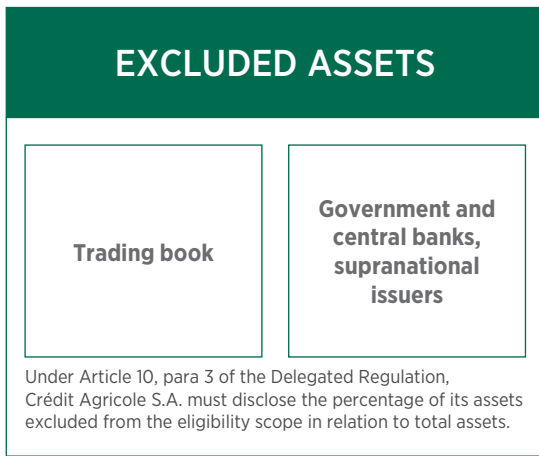 EXCLUDED ASSETS
Trading book
Government and
central banks,
supranational
issuers
Under Article 10, para 3 of the Delegated Regulation,
Crédit Agricole S.A. must disclose the percentage of its assets
excluded from the eligibility scope in relation to total assets.